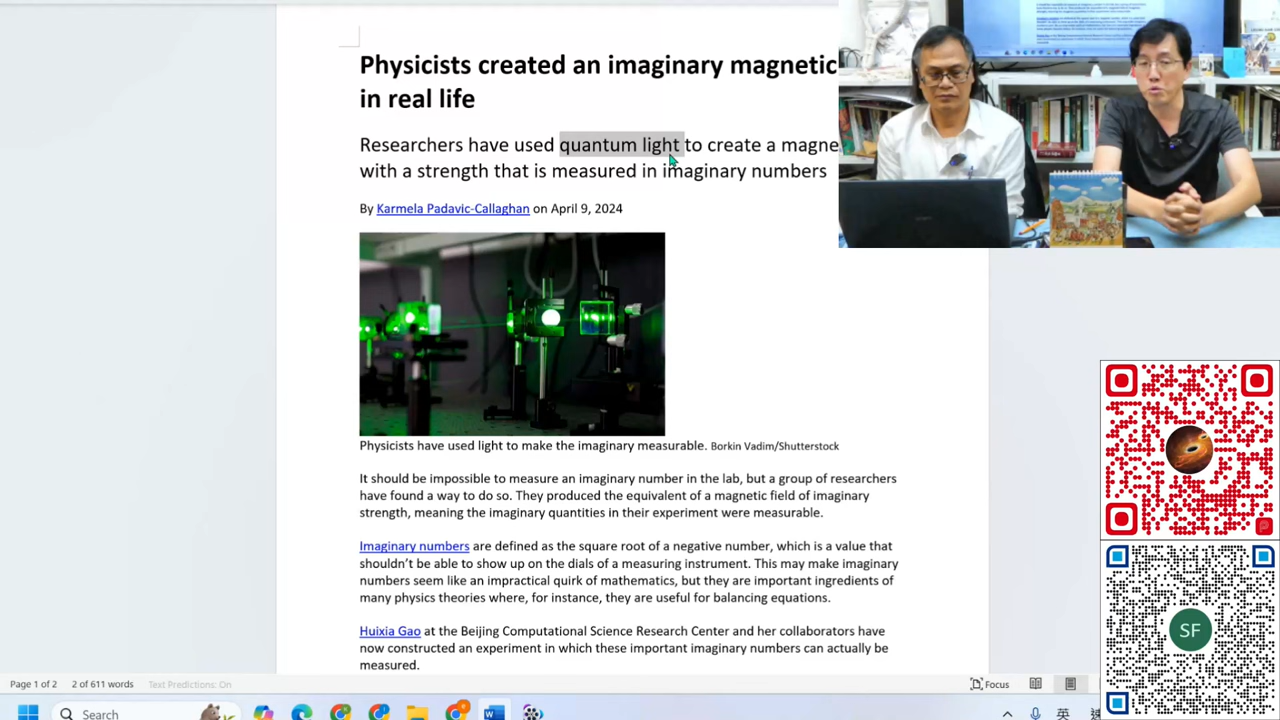 Physicists created an imaginary magnetic
in real life
Researchers have used quantum light to create a magne
with a strength that is measured in imaginary numbers
By Karmela Padavic-Callaghan on April 9, 2024
Physicists have used light to make the imaginary measurable. Borkin Vadim/Shutterstock
It should be impossible to measure an imaginary number in the lab, but a group of researchers
have found a way to do so. They produced the equivalent of a magnetic field of imaginary
strength, meaning the imaginary quantities in their experiment were measurable.
Imaginary numbers are defined as the square root of a negative number, which is a value that
shouldn't be able to show up on the dials of a measuring instrument. This may make imaginary
numbers seem like an impractical quirk of mathematics, but they are important ingredients of
many physics theories where, for instance, they are useful for balancing equations.
Huixia Gao at the Beijing Computational Science Research Center and her collaborators have
now constructed an experiment in which these important imaginary numbers can actually be
measured.
SF
Page 1 of 2 2 of 611 words Text Predictions: On Focus
Search 英